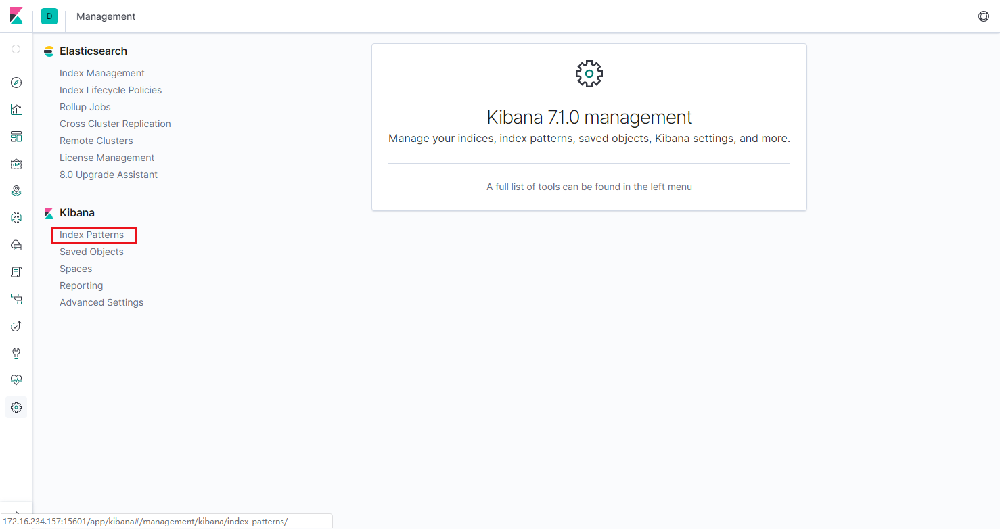 D
Management
Elasticsearch
Index Management
Index Lifecycle Policies
Rollup Jobs
Cross Cluster Replication
Remote Clusters
License Management
8.0 Upgrade Assistant
Kibana
Index Patterns
Saved Objects
Spaces
Reporting
Advanced Settings
Kibana 7.1.0 management
Manage your indices, index patterns, saved objects, Kibana settings, and more.
A full list of tools can be found in the left menu
172.16.234.157:15601/app/kibana#/management/kibana/index_patterns/